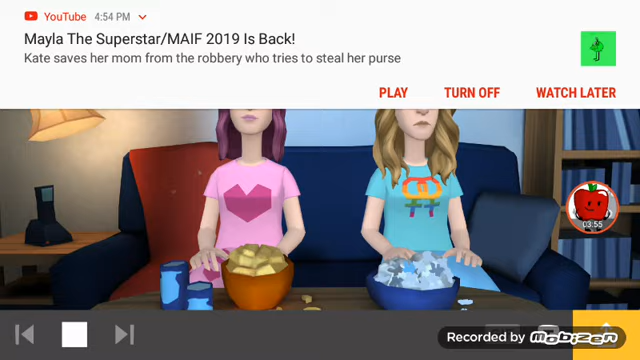 YouTube 4:54 PM
Mayla The Superstar/MAIF 2019 Is Back!
Kate saves her mom from the robbery who tries to steal her purse
PLAY TURN OFF WATCH LATER
03:55
Recorded by Mobizen